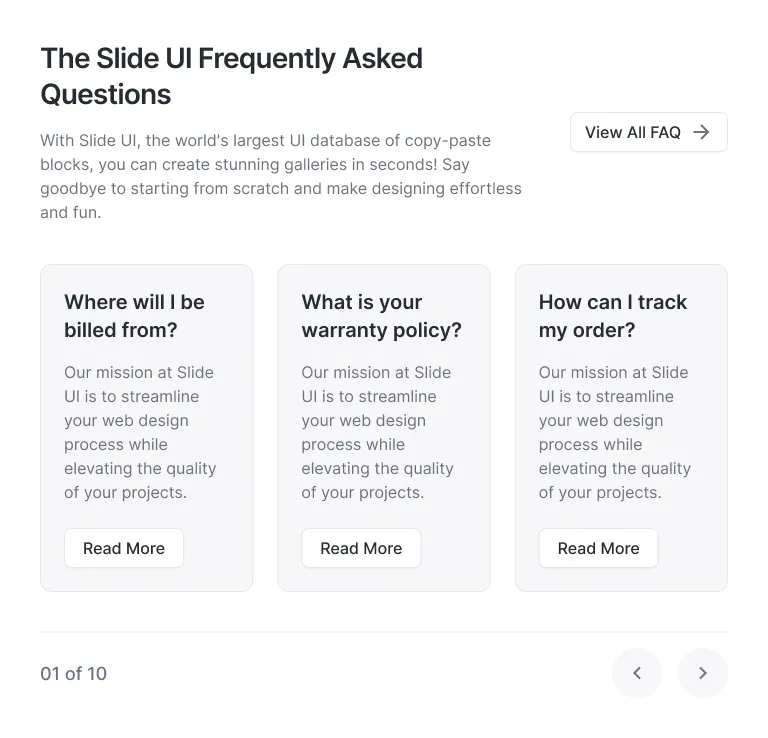 The Slide UI Frequently Asked
Questions
With Slide UI, the world's largest UI database of copy-paste
blocks, you can create stunning galleries in seconds! Say
goodbye to starting from scratch and make designing effortless
and fun.
View All FAQ
Where will I be
billed from?
Our mission at Slide
UI is to streamline
your web design
process while
elevating the quality
of your projects.
Read More
What is your
warranty policy?
Our mission at Slide
UI is to streamline
your web design
process while
elevating the quality
of your projects.
Read More
How can I track
my order?
Our mission at Slide
UI is to streamline
your web design
process while
elevating the quality
of your projects.
Read More
01 of 10